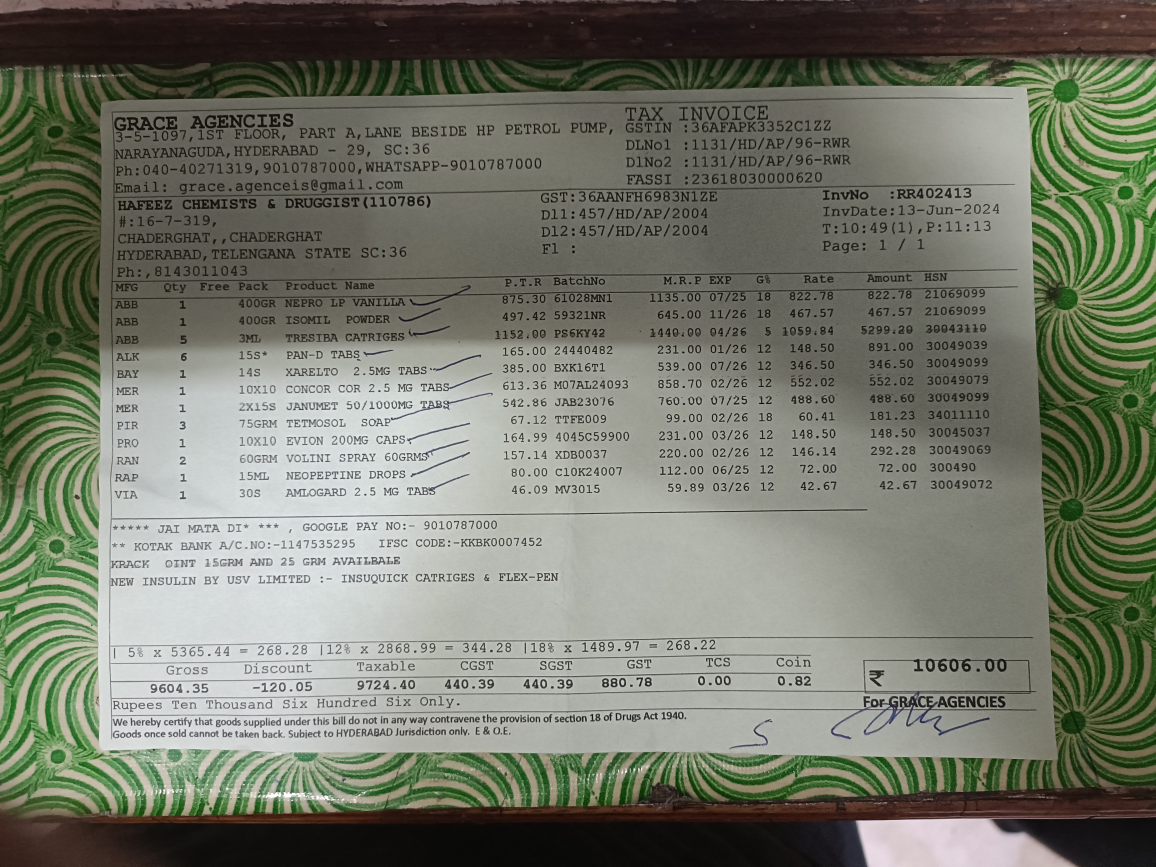 GRACE AGENCIES
3-5-1097,1ST FLOOR, PART A,LANE BESIDE HP PETROL PUMP,
NARAYANAGUDA,HYDERABAD - 29, SC:36
Ph:040-40271319,9010787000,WHATSAPP-9010787000
Email: grace.agenceis@gmail.com
TAX INVOICE
GSTIN :36AFAPK3352C1ZZ
DLNo1 :1131/HD/AP/96-RWR
DlNo2 :1131/HD/AP/96-RWR
FASSI :23618030000620
HAFEEZ CHEMISTS & DRUGGIST(110786)
#:16-7-319,
CHADERGHAT,,CHADERGHAT
HYDERABAD,TELENGANA STATE SC:36
Ph:,8143011043
GST:36AANFH6983N1ZE
Dl1:457/HD/AP/2004
Dl2:457/HD/AP/2004
Fl :
InvNo :RR402413
InvDate:13-Jun-2024
T:10:49(1),P:11:13
Page: 1 / 1
MFG Qty Free Pack Product Name P.T.R BatchNo M.R.P EXP G% Rate Amount HSN
ABB 1 400GR NEPRO LP VANILLA 875.30 61028MN1 1135.00 07/25 18 822.78 822.78 21069099
ABB 1 400GR ISOMIL POWDER 497.42 59321NR 645.00 11/26 18 467.57 467.57 21069099
ABB 5 3ML TRESIBA CATRIGES 1152.00 PS6KY42 1440.00 04/26 5 1059.84 5299.20 30043110
ALK 6 15S* PAN-D TABS 165.00 24440482 231.00 01/26 12 148.50 891.00 30049039
BAY 1 14S XARELTO 2.5MG TABS 385.00 BXK16T1 539.00 07/26 12 346.50 346.50 30049099
MER 1 10X10 CONCOR COR 2.5 MG TABS 613.36 M07AL24093 858.70 02/26 12 552.02 552.02 30049079
MER 1 2X15S JANUMET 50/1000MG TABS 542.86 JAB23076 760.00 07/25 12 488.60 488.60 30049099
PIR 3 75GRM TETMOSOL SOAP 67.12 TTFE009 99.00 02/26 18 60.41 181.23 34011110
PRO 1 10X10 EVION 200MG CAPS 164.99 4045C59900 231.00 03/26 12 148.50 148.50 30045037
RAN 2 60GRM VOLINI SPRAY 60GRMS 157.14 XDB0037 220.00 02/26 12 146.14 292.28 30049069
RAP 1 15ML NEOPEPTINE DROPS 80.00 C10K24007 112.00 06/25 12 72.00 72.00 300490
VIA 1 30S AMLOGARD 2.5 MG TABS 46.09 MV3015 59.89 03/26 12 42.67 42.67 30049072
***** JAI MATA DI* *** , GOOGLE PAY NO:- 9010787000
** KOTAK BANK A/C.NO:-1147535295 IFSC CODE:-KKBK0007452
KRACK OINT 15GRM AND 25 GRM AVAILBALE
NEW INSULIN BY USV LIMITED :- INSUQUICK CATRIGES & FLEX-PEN
| 5% x 5365.44 = 268.28 |12% x 2868.99 = 344.28 |18% x 1489.97 = 268.22
Gross Discount Taxable CGST SGST GST TCS Coin
9604.35 -120.05 9724.40 440.39 440.39 880.78 0.00 0.82
₹ 10606.00
Rupees Ten Thousand Six Hundred Six Only.
For GRACE AGENCIES
We hereby certify that goods supplied under this bill do not in any way contravene the provision of section 18 of Drugs Act 1940.
Goods once sold cannot be taken back. Subject to HYDERABAD Jurisdiction only. E & O.E.